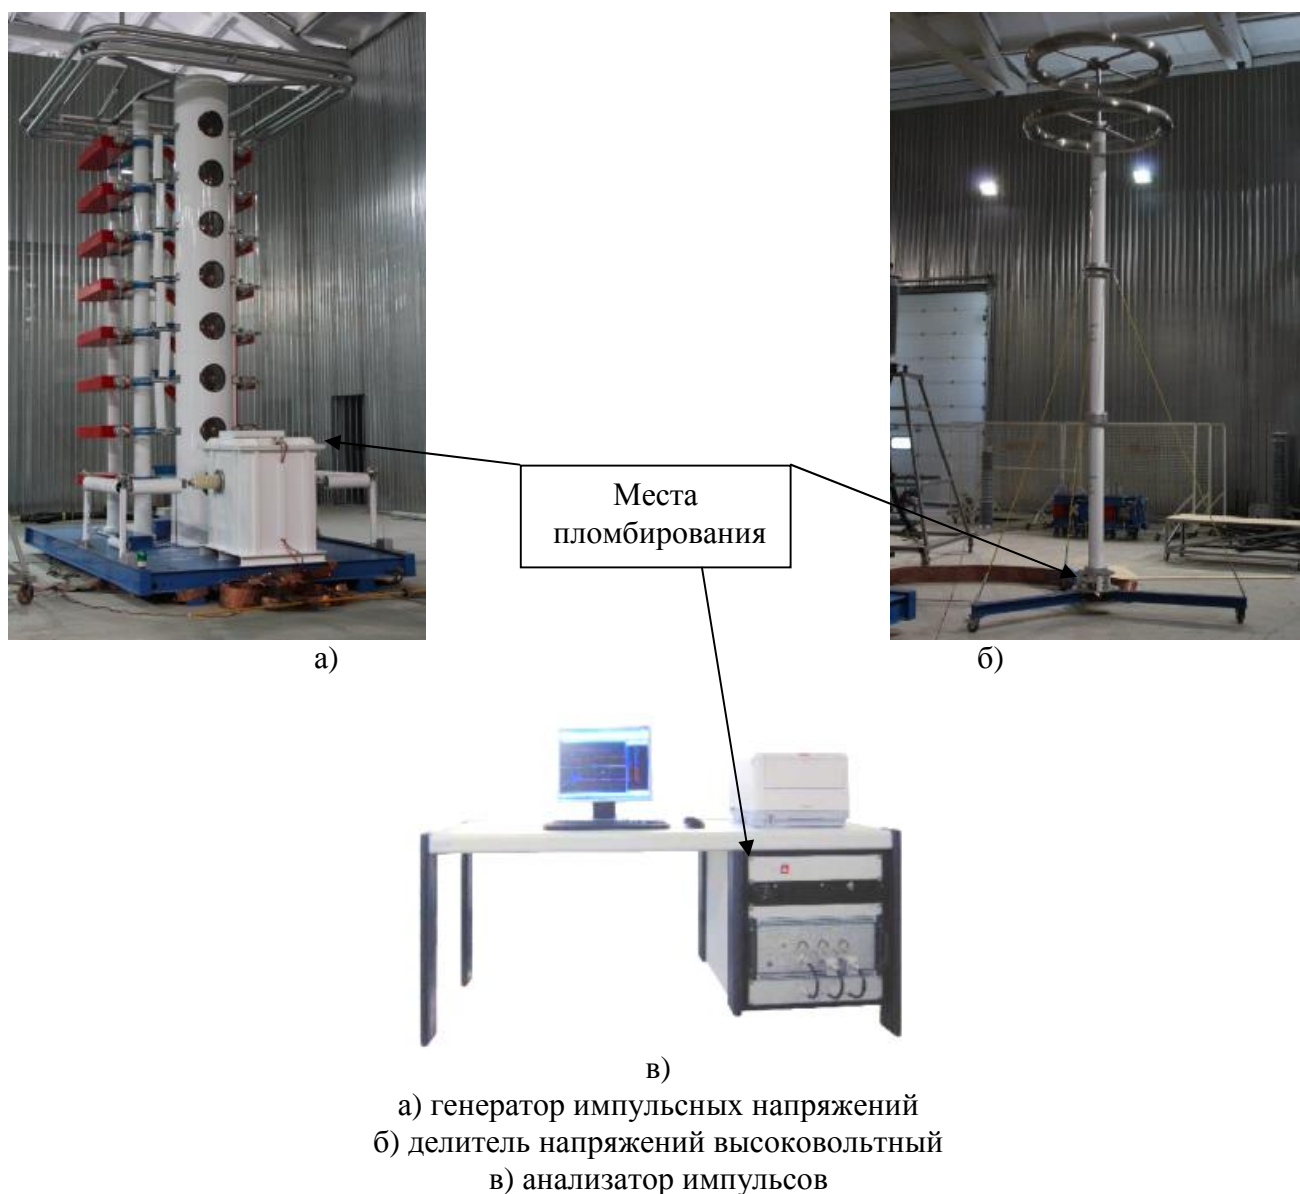 Места
пломбирования
а)
б)
в)
а) генератор импульсных напряжений
б) делитель напряжений высоковольтный
в) анализатор импульсов